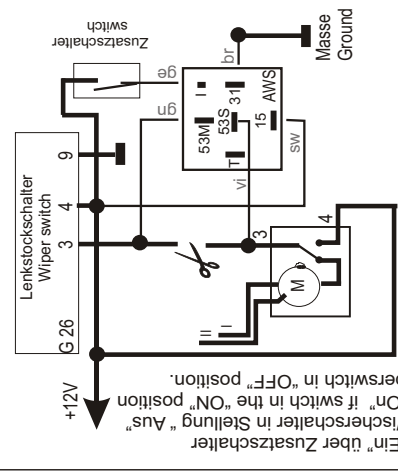 Zusatzschalter
switch
Lenkstockschalter
Wiper switch
G 26
3
4
9
+12V
gn
ge
br
Masse
Ground
53M
I
53S
31
T
15
AWS
vi
sw
3
4
M
II
I
Ein" über Zusatzschalter
ischerschalter in Stellung " Aus"
On" if switch in the "ON" position
perswitch in "OFF" position.